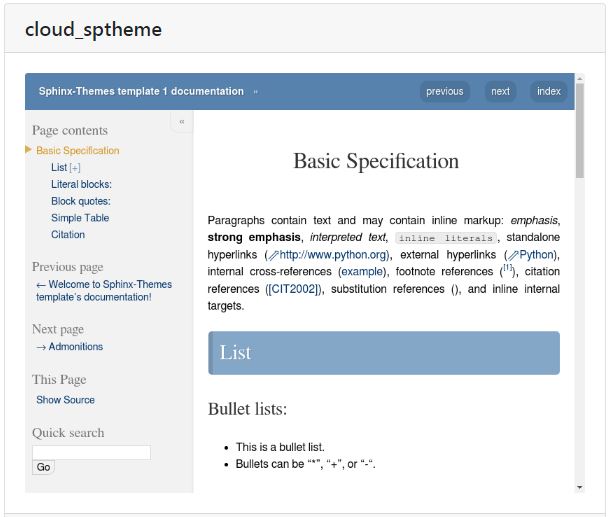 cloud_sptheme
Sphinx-Themes template 1 documentation »
previous
next
index
«
Page contents
Basic Specification
List [+]
Literal blocks:
Block quotes:
Simple Table
Citation
Previous page
← Welcome to Sphinx-Themes
template's documentation!
Next page
→ Admonitions
This Page
Show Source
Quick search
Go
Basic Specification
Paragraphs contain text and may contain inline markup: emphasis,
strong emphasis, interpreted text, inline literals, standalone
hyperlinks (http://www.python.org), external hyperlinks (Python),
internal cross-references (example), footnote references ([1]), citation
references ([CIT2002]), substitution references (), and inline internal
targets.
List
Bullet lists:
• This is a bullet list.
• Bullets can be “*”, “+”, or “-“.